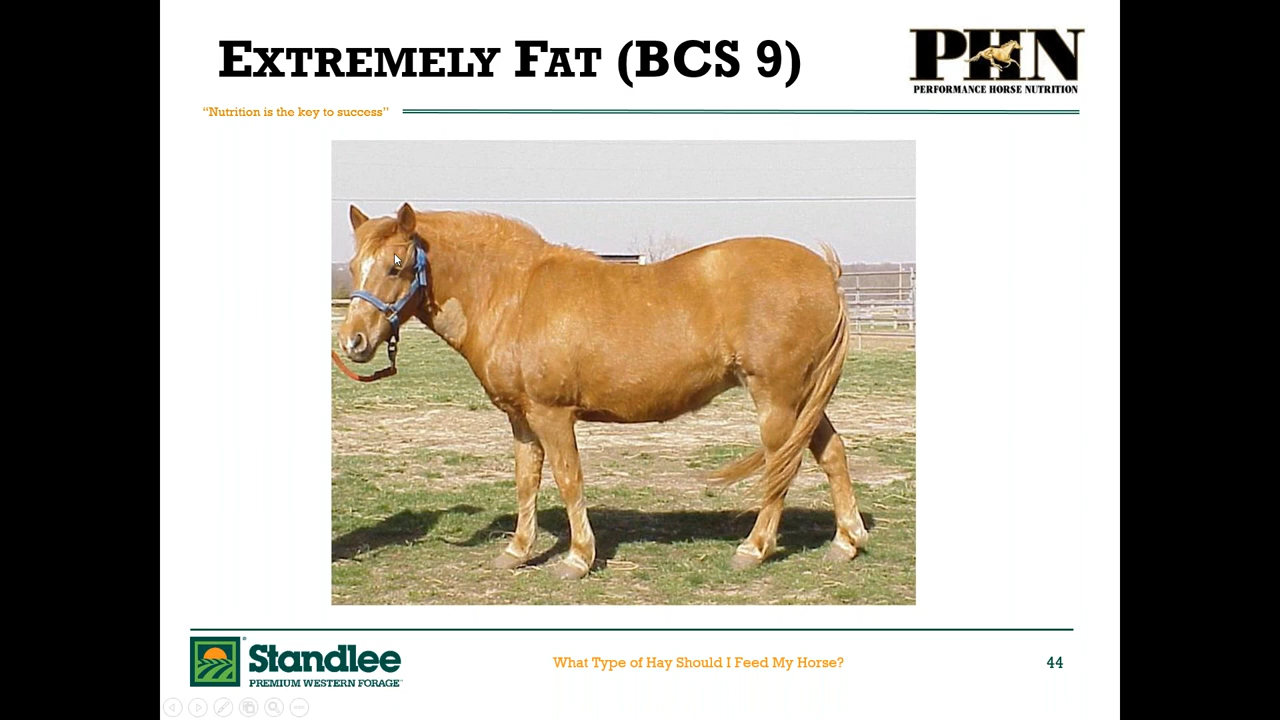 EXTREMELY FAT (BCS 9)
PHN
PERFORMANCE HORSE NUTRITION
“Nutrition is the key to success”
Standlee®
PREMIUM WESTERN FORAGE™
What Type of Hay Should I Feed My Horse?
44